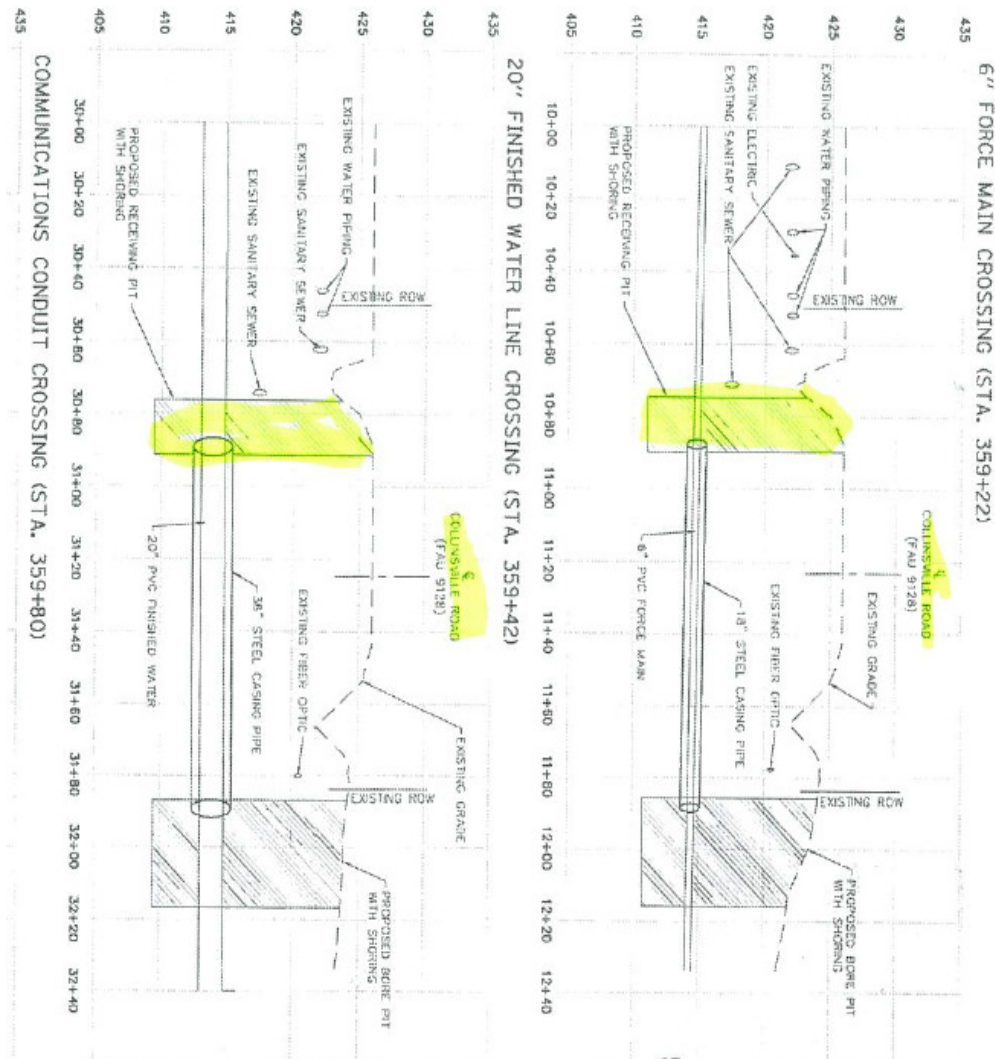 6'' FORCE MAIN CROSSING (STA. 359+22)
435
430
COLLINSVILLE ROAD
(FAU 9128)
425
EXISTING WATER PIPING
EXISTING ROW
EXISTING GRADE
EXISTING ROW
420
EXISTING ELECTRIC
EXISTING FIBER OPTIC
PROPOSED BORE PIT
WITH SHORING
415
EXISTING SANITARY SEWER
18" STEEL CASING PIPE
410
PROPOSED RECEIVING PIT
WITH SHORING
6" PVC FORCE MAIN
405
10+00 10+20 10+40 10+60 10+80 11+00 11+20 11+40 11+60 11+80 12+00 12+20 12+40
20'' FINISHED WATER LINE CROSSING (STA. 359+42)
435
430
COLLINSVILLE ROAD
(FAU 9128)
EXISTING GRADE
425
EXISTING WATER PIPING
EXISTING ROW
EXISTING ROW
PROPOSED BORE PIT
WITH SHORING
420
EXISTING SANITARY SEWER
EXISTING FIBER OPTIC
415
EXISTING SANITARY SEWER
36" STEEL CASING PIPE
410
PROPOSED RECEIVING PIT
WITH SHORING
20" PVC FINISHED WATER
405
30+00 30+20 30+40 30+60 30+80 31+00 31+20 31+40 31+60 31+80 32+00 32+20 32+40
COMMUNICATIONS CONDUIT CROSSING (STA. 359+80)
435